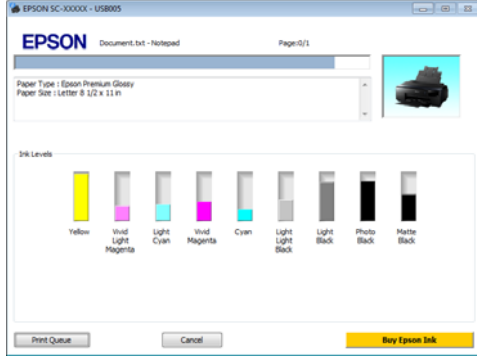 EPSON SC-XXXXX - USB005
EPSON
Document.txt - Notepad
Page:0/1
Paper Type : Epson Premium Glossy
Paper Size : Letter 8 1/2 x 11 in
Ink Levels
Yellow
Vivid
Light
Magenta
Light
Cyan
Vivid
Magenta
Cyan
Light
Light
Black
Light
Black
Photo
Black
Matte
Black
Print Queue
Cancel
Buy Epson Ink